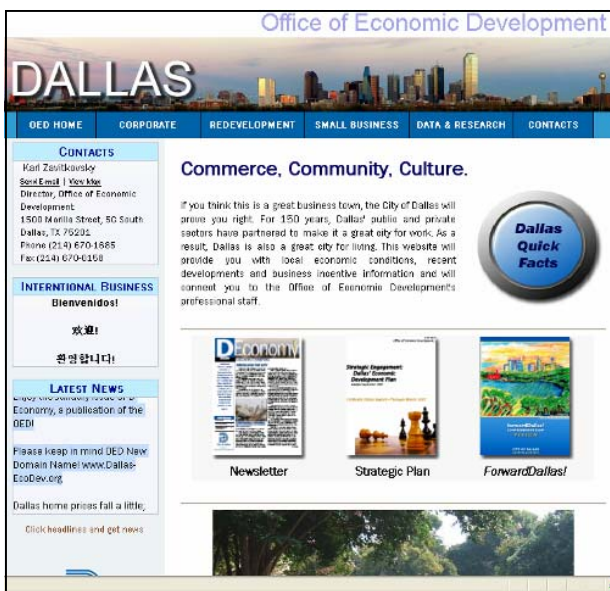 Office of Economic Development
DALLAS
OED HOME CORPORATE REDEVELOPMENT SMALL BUSINESS DATA & RESEARCH CONTACTS
CONTACTS
Karl Zavitkovsky
Send E-mail | View Map
Director, Office of Economic
Development
1500 Marilla Street, 5C South
Dallas, TX 75201
Phone (214) 670-1685
Fax (214) 670-0158
INTERNTIONAL BUSINESS
Bienvenidos!
欢迎!
환영합니다!
LATEST NEWS
Economy, a publication of the
OED!
Please keep in mind OED New
Domain Name! www.Dallas-
EcoDev.org
Dallas home prices fall a little;
Click headlines and get news
Commerce, Community, Culture.
If you think this is a great business town, the City of Dallas will
prove you right. For 150 years, Dallas' public and private
sectors have partnered to make it a great city for work. As a
result, Dallas is also a great city for living. This website will
provide you with local economic conditions, recent
developments and business incentive information and will
connect you to the Office of Economic Development's
professional staff.
Dallas
Quick
Facts
DEconomy
Strategic Engagement:
Dallas' Economic
Development Plan
ForwardDallas!
Newsletter
Strategic Plan
ForwardDallas!